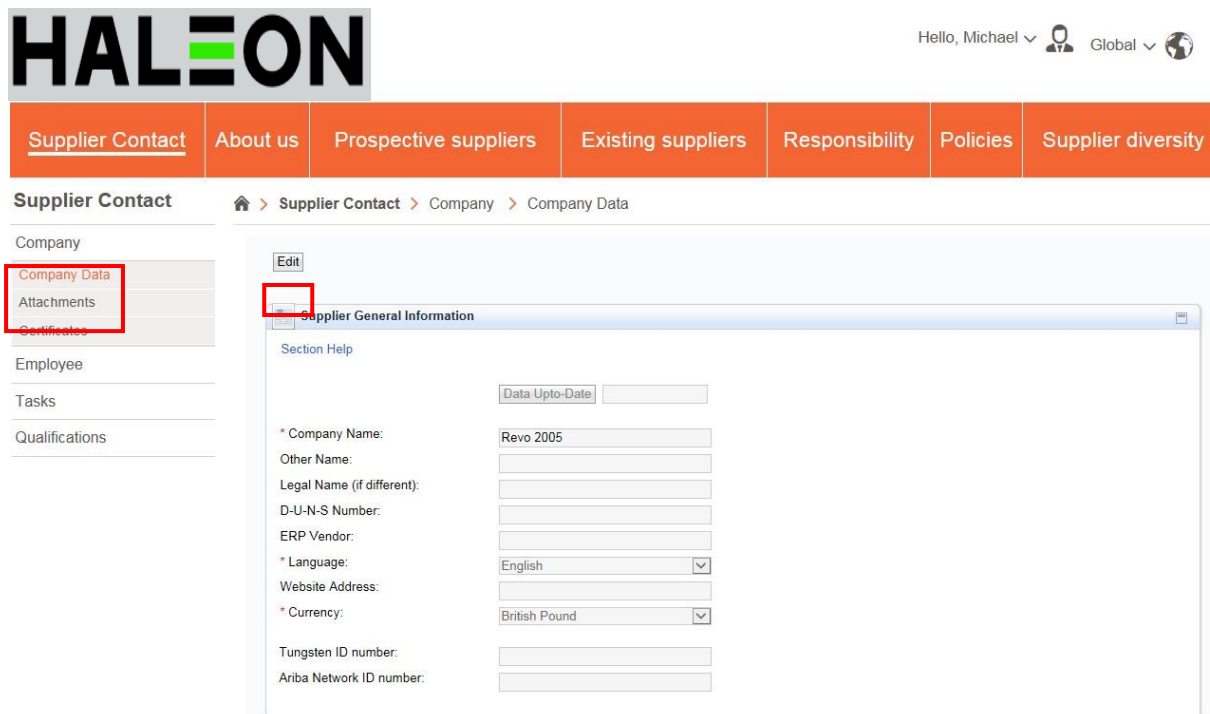 HALEON
Hello, Michael
Global
Supplier Contact About us Prospective suppliers Existing suppliers Responsibility Policies Supplier diversity
Supplier Contact
Supplier Contact > Company > Company Data
Company
Company Data
Attachments
Certificates
Employee
Tasks
Qualifications
Edit
Supplier General Information
Section Help
Data Upto-Date
* Company Name: Revo 2005
Other Name:
Legal Name (if different):
D-U-N-S Number:
ERP Vendor:
* Language: English
Website Address:
* Currency: British Pound
Tungsten ID number:
Ariba Network ID number: